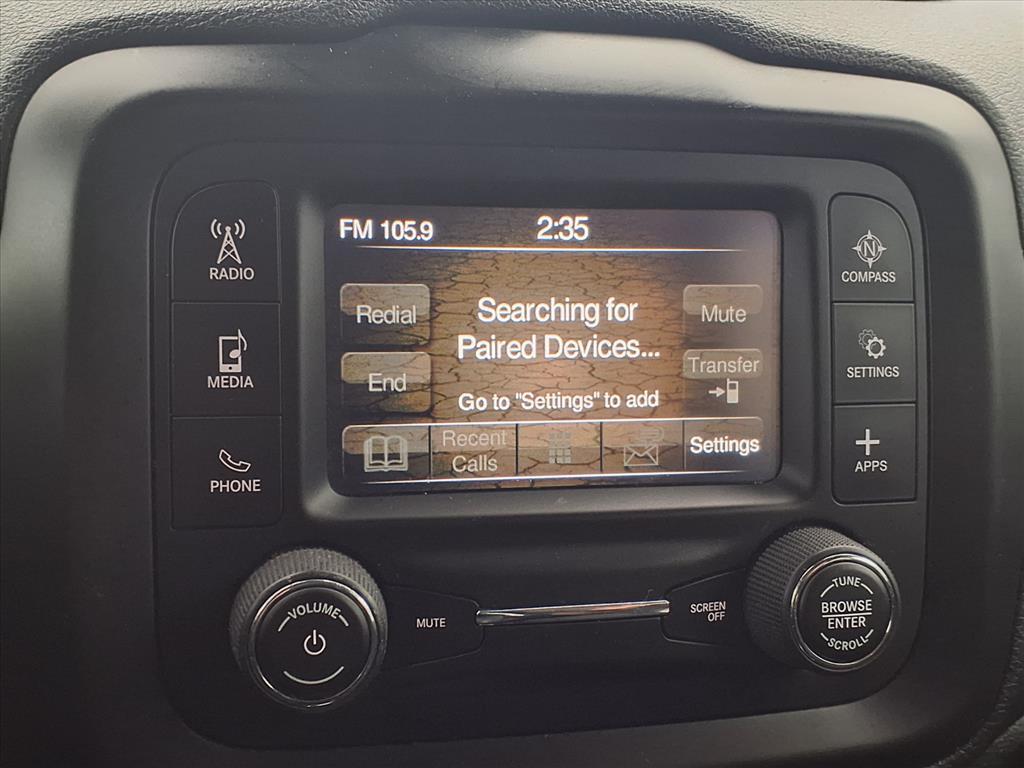 FM 105.9
2:35
Redial
Searching for
Paired Devices...
Mute
End
Transfer
Go to "Settings" to add
Recent
Calls
Settings
RADIO
MEDIA
PHONE
N
COMPASS
SETTINGS
APPS
VOLUME
MUTE
SCREEN
OFF
TUNE
BROWSE
ENTER
SCROLL